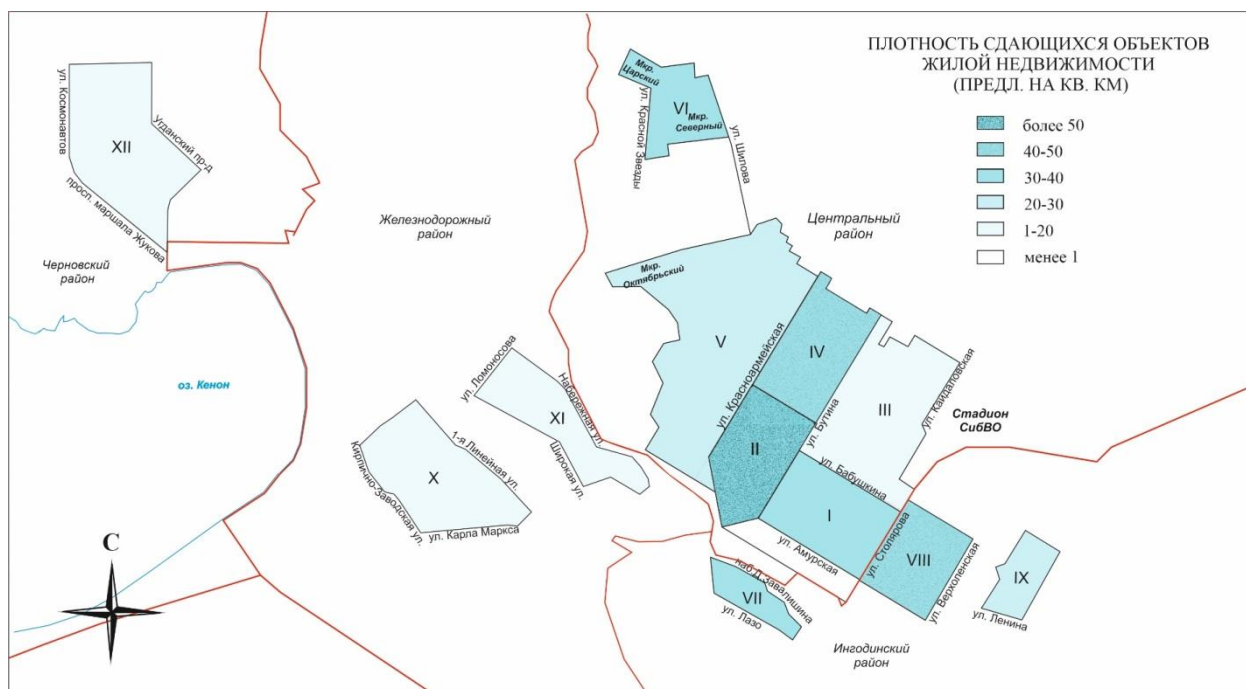 ПЛОТНОСТЬ СДАЮЩИХСЯ ОБЪЕКТОВ
ЖИЛОЙ НЕДВИЖИМОСТИ
(ПРЕДЛ. НА КВ. КМ)
более 50
40-50
30-40
20-30
1-20
менее 1
ул. Космонавтов
XII
Угданский пр-д
просп. маршала Жукова
Черновский
район
оз. Кенон
С
Железнодорожный
район
Мкр.
Царский
ул. Красной Звезды
VI
Мкр.
Северный
ул. Шилова
Центральный
район
Мкр.
Октябрьский
V
ул. Красноармейская
IV
ул. Бутина
III
ул. Кайдаловская
Стадион
СибВО
II
ул. Бабушкина
I
ул. Амурская
ул. Столярова
VIII
ул. Верхоленская
IX
ул. Ленина
наб.Д.Завалишина
VII
ул. Лазо
Ингодинский
район
ул. Ломоносова
Набережная ул.
XI
Широкая ул.
X
1-я Линейная ул.
Кирпично-Заводская ул.
ул. Карла Маркса